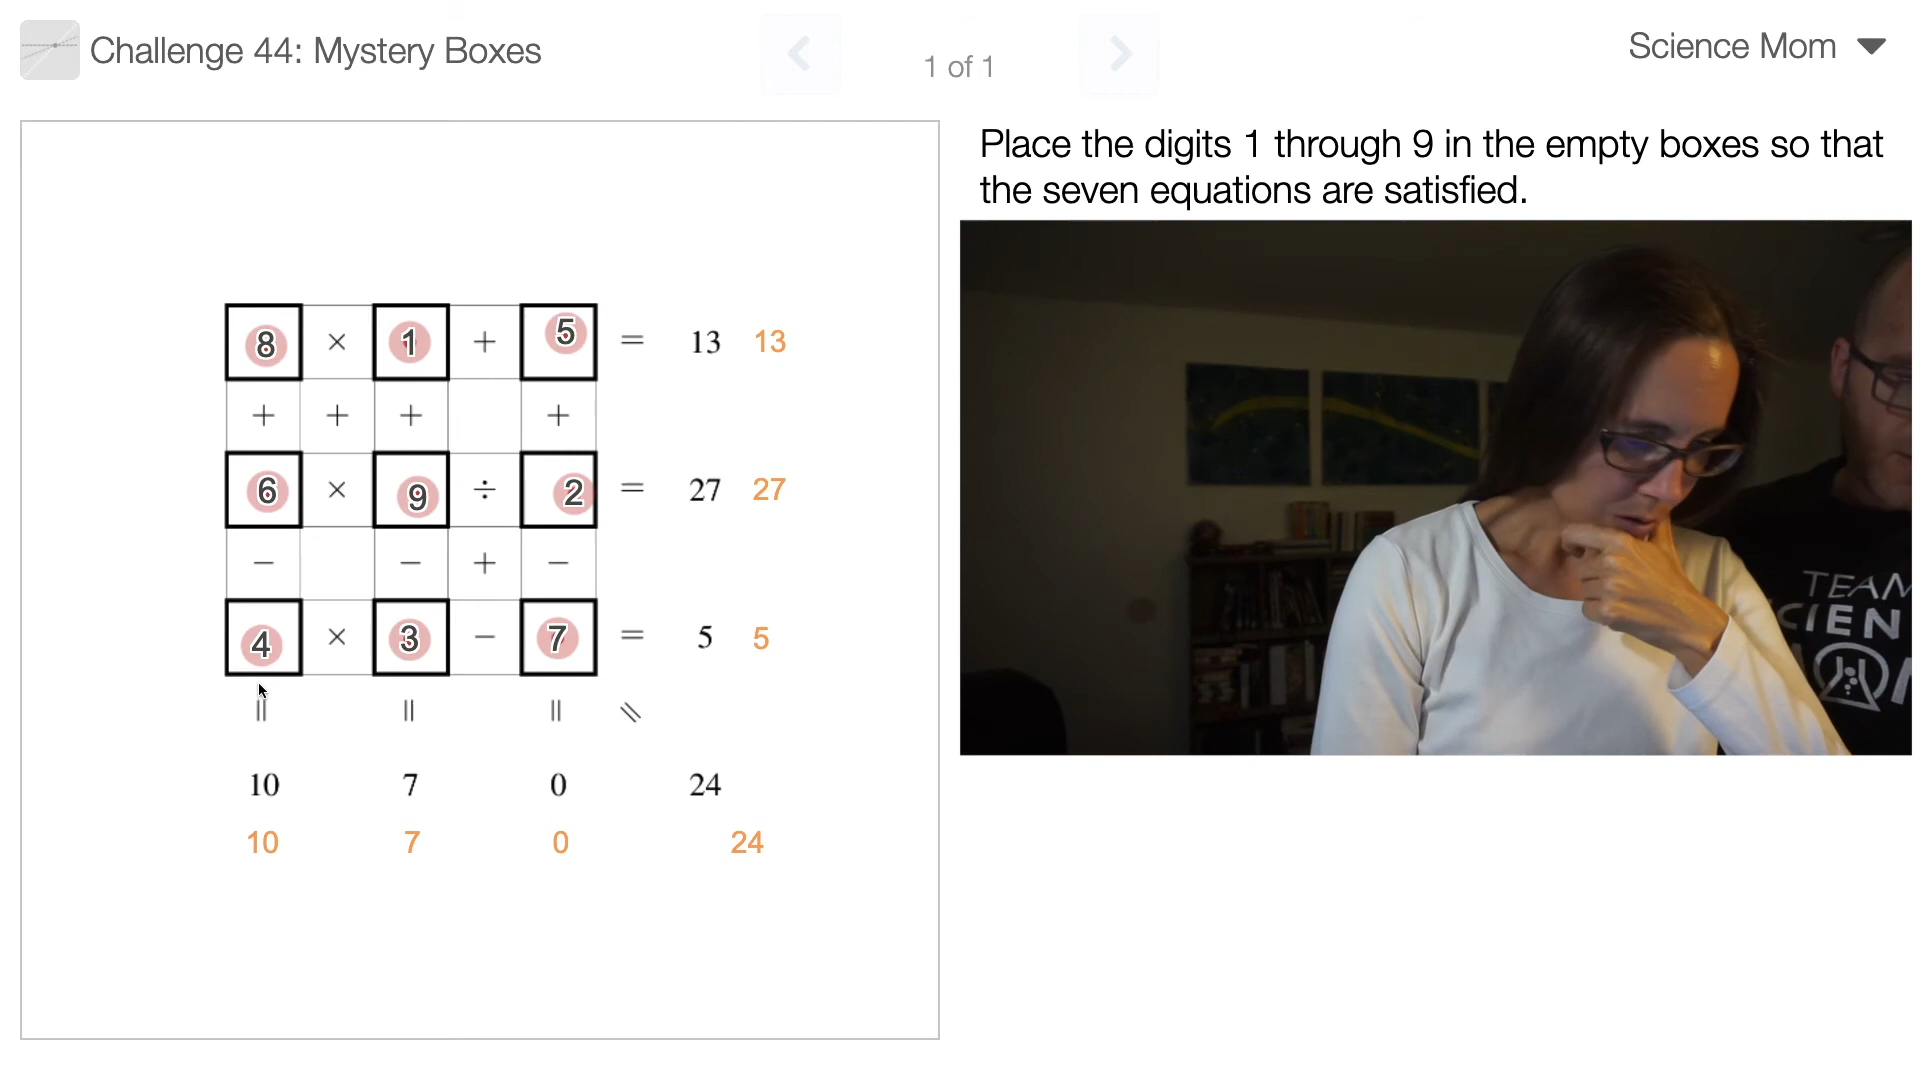 Challenge 44: Mystery Boxes
1 of 1
Science Mom
Place the digits 1 through 9 in the empty boxes so that
the seven equations are satisfied.
8 × 1 + 5 = 13 13
+ + + +
6 × 9 ÷ 2 = 27 27
− − + −
4 × 3 − 7 = 5 5
= = = =
10 7 0 24
10 7 0 24
TEAM